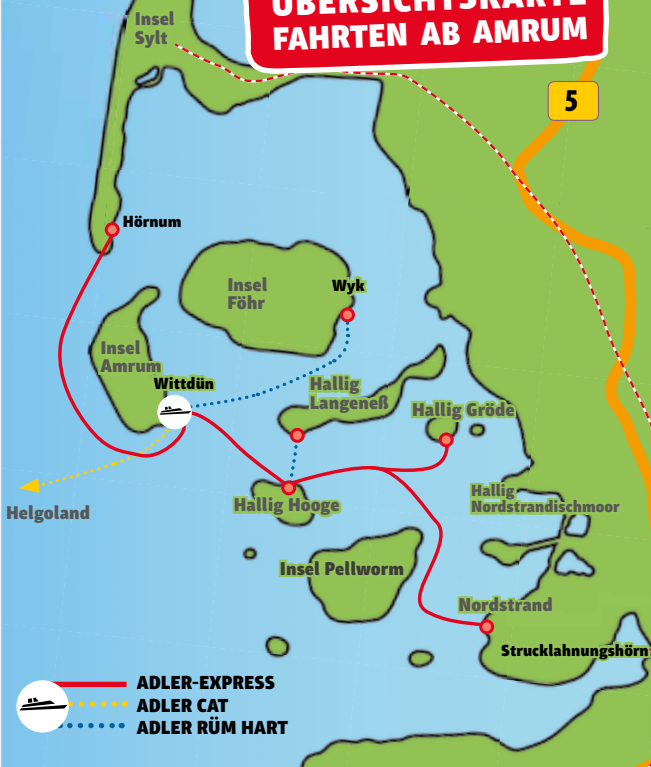 ÜBERSICHTSKARTE
FAHRTEN AB AMRUM
Insel
Sylt
5
Hörnum
Insel
Föhr
Wyk
Insel
Amrum
Wittdün
Hallig
Langeneß
Hallig Gröde
Hallig
Nordstrandischmoor
Hallig Hooge
Helgoland
Insel Pellworm
Nordstrand
Strucklahnungshörn
ADLER-EXPRESS
ADLER CAT
ADLER RÜM HART